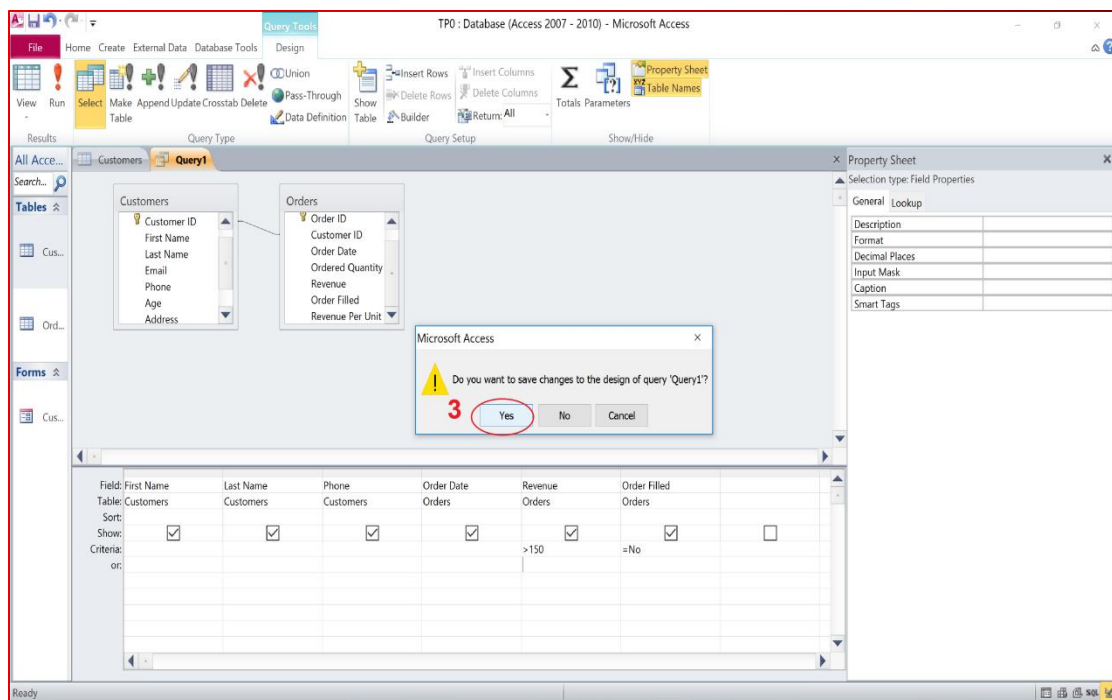 Query Tools
TP0 : Database (Access 2007 - 2010) - Microsoft Access
File Home Create External Data Database Tools Design
View Run Select Make Table Append Update Crosstab Delete
Union
Pass-Through
Data Definition
Show Table
Insert Rows
Delete Rows
Builder
Insert Columns
Delete Columns
Return: All
Totals Parameters
Property Sheet
Table Names
Results Query Type Query Setup Show/Hide
All Acce...
Search...
Tables
Cus...
Ord...
Forms
Cus...
Customers Query1
Customers
Customer ID
First Name
Last Name
Email
Phone
Age
Address
Orders
Order ID
Customer ID
Order Date
Ordered Quantity
Revenue
Order Filled
Revenue Per Unit
Microsoft Access
Do you want to save changes to the design of query 'Query1'?
3
Yes No Cancel
Field: First Name Last Name Phone Order Date Revenue Order Filled
Table: Customers Customers Customers Orders Orders Orders
Sort:
Show:
Criteria: >150 =No
or:
Property Sheet
Selection type: Field Properties
General Lookup
Description
Format
Decimal Places
Input Mask
Caption
Smart Tags
Ready
SQL